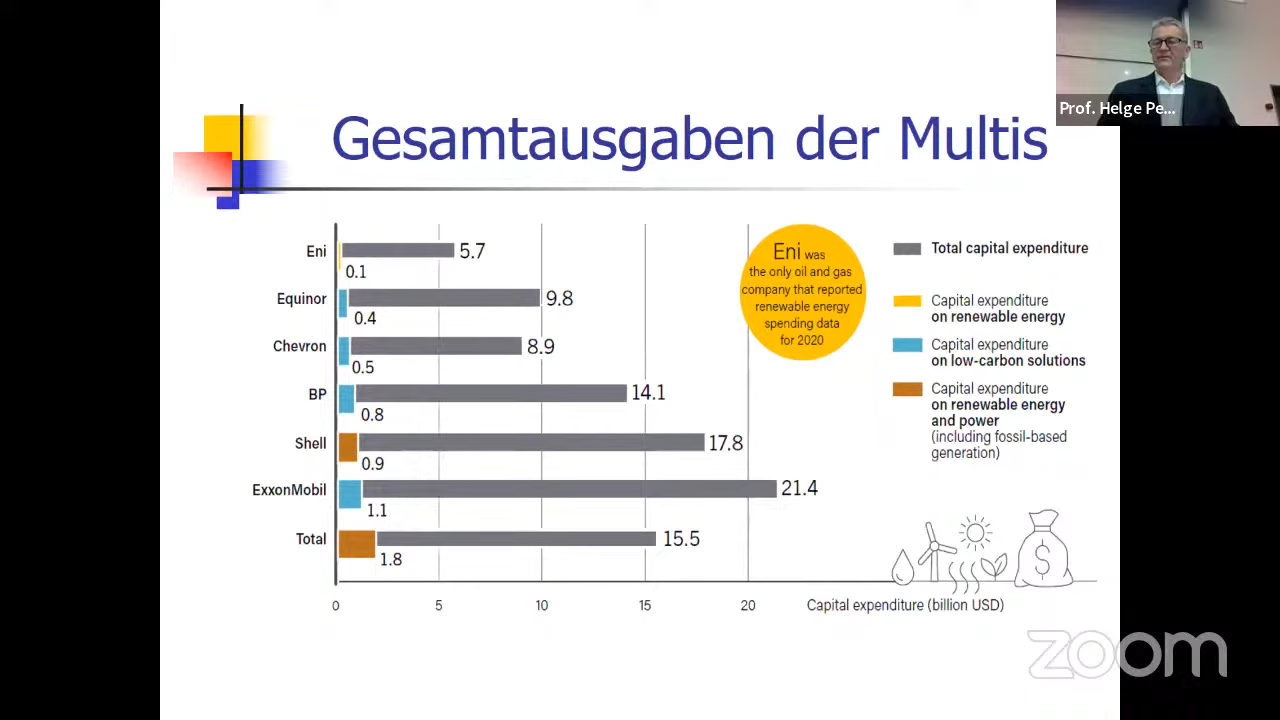 Prof. Helge Pe...
Gesamtausgaben der Multis
Eni
5.7
0.1
Equinor
9.8
0.4
Chevron
8.9
0.5
BP
14.1
0.8
Shell
17.8
0.9
ExxonMobil
21.4
1.1
Total
15.5
1.8
0
5
10
15
20
Capital expenditure (billion USD)
Eni was
the only oil and gas
company that reported
renewable energy
spending data
for 2020
Total capital expenditure
Capital expenditure
on renewable energy
Capital expenditure
on low-carbon solutions
Capital expenditure
on renewable energy
and power
(including fossil-based
generation)
$
zoom